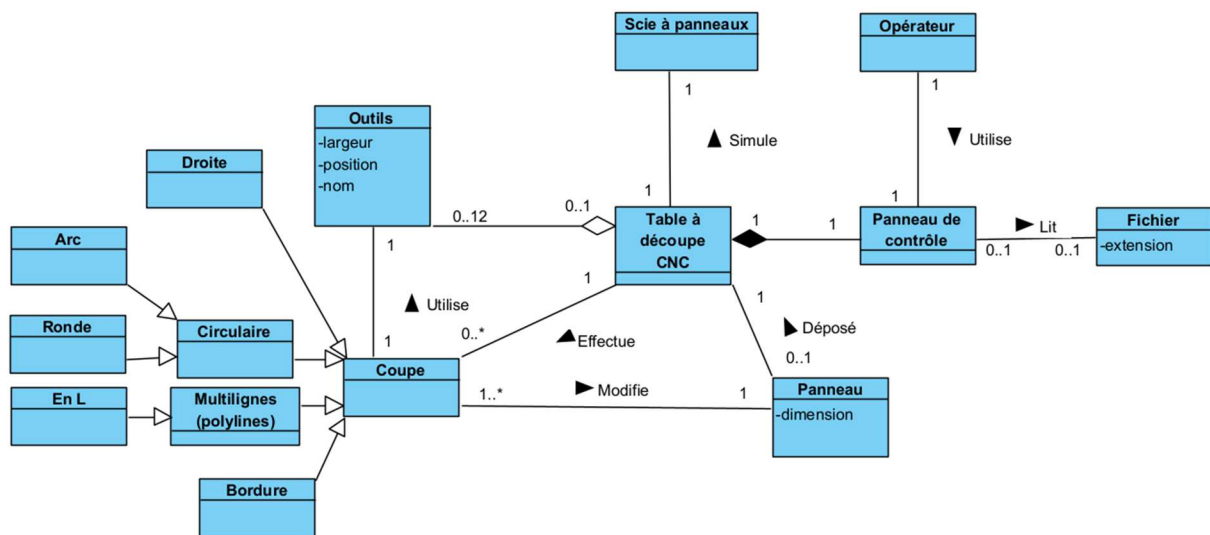 Scie à panneaux
Opérateur
1
1
Outils
-largeur
-position
-nom
Simule
Utilise
Droite
1
1
0..12
0..1
Table à
découpe
CNC
1
1
Panneau de
contrôle
Lit
0..1
0..1
Fichier
-extension
Arc
1
1
1
Utilise
Ronde
Circulaire
0..*
Effectue
Déposé
1
0..1
Coupe
En L
Multilignes
(polylines)
1..*
Modifie
1
Panneau
-dimension
Bordure